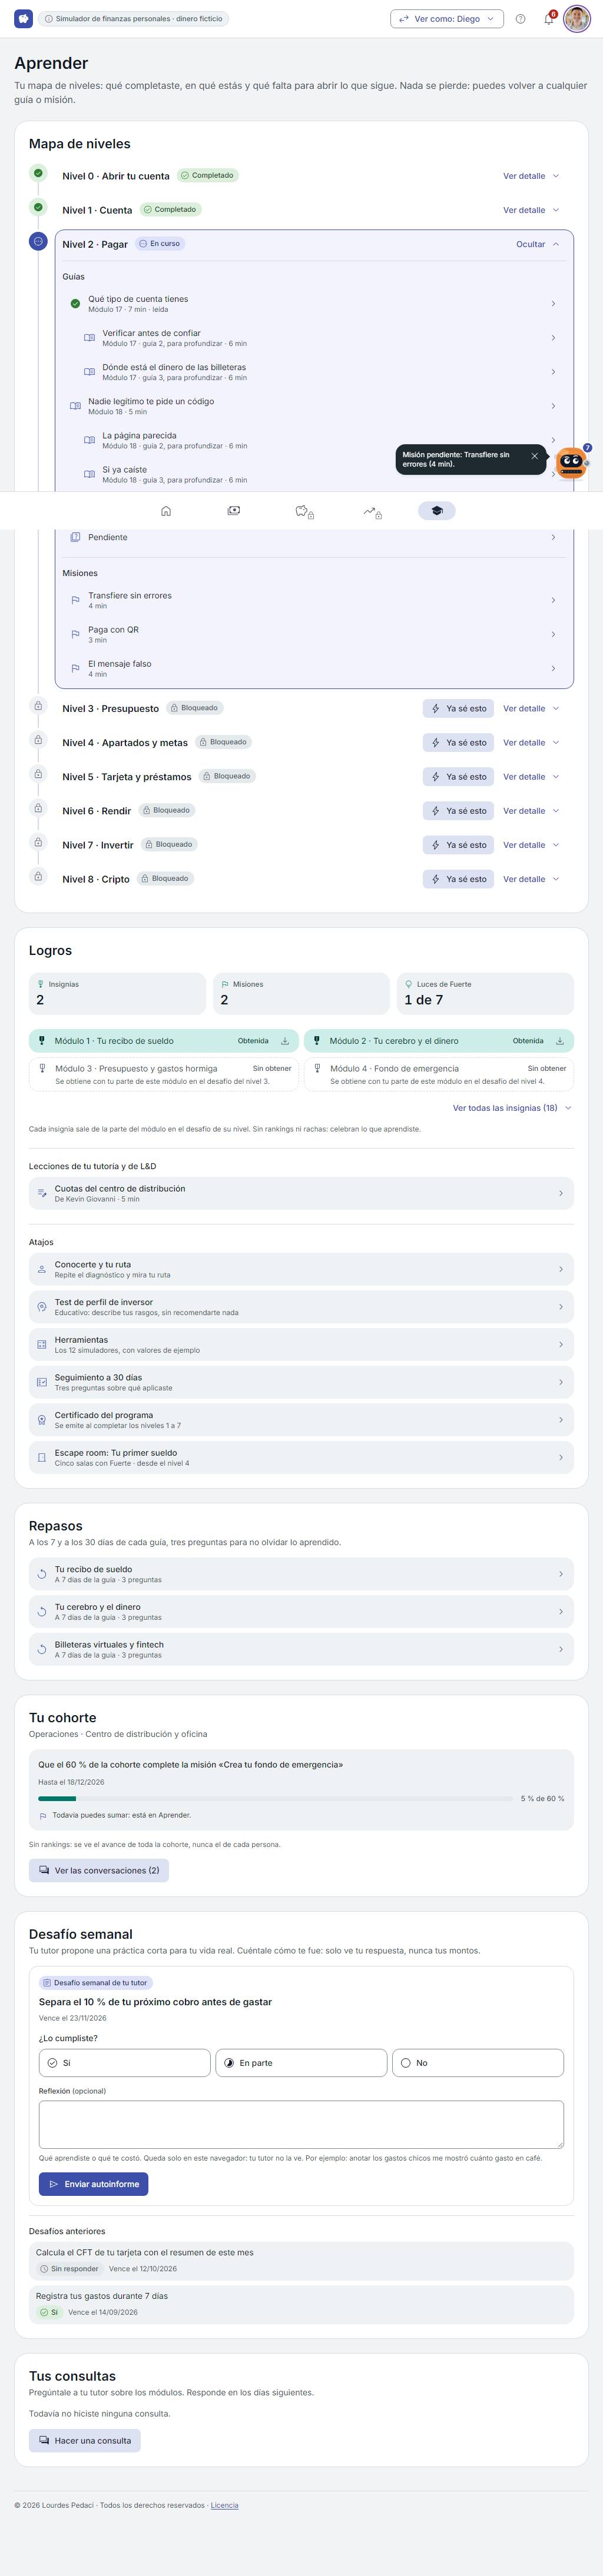 Simulador de finanzas personales · dinero ficticio
Ver como: Diego
6
Aprender
Tu mapa de niveles: qué completaste, en qué estás y qué falta para abrir lo que sigue. Nada se pierde: puedes volver a cualquier
guía o misión.
Mapa de niveles
Nivel 0 · Abrir tu cuenta
Completado
Ver detalle
Nivel 1 · Cuenta
Completado
Ver detalle
Nivel 2 · Pagar
En curso
Ocultar
Guías
Qué tipo de cuenta tienes
Módulo 17 · 7 min · leída
Verificar antes de confiar
Módulo 17 · guía 2, para profundizar · 6 min
Dónde está el dinero de las billeteras
Módulo 17 · guía 3, para profundizar · 6 min
Nadie legítimo te pide un código
Módulo 18 · 5 min
La página parecida
Módulo 18 · guía 2, para profundizar · 6 min
Misión pendiente: Transfiere sin
errores (4 min).
7
Si ya caíste
Módulo 18 · guía 3, para profundizar · 6 min
Pendiente
Misiones
Transfiere sin errores
4 min
Paga con QR
3 min
El mensaje falso
4 min
Nivel 3 · Presupuesto
Bloqueado
Ya sé esto
Ver detalle
Nivel 4 · Apartados y metas
Bloqueado
Ya sé esto
Ver detalle
Nivel 5 · Tarjeta y préstamos
Bloqueado
Ya sé esto
Ver detalle
Nivel 6 · Rendir
Bloqueado
Ya sé esto
Ver detalle
Nivel 7 · Invertir
Bloqueado
Ya sé esto
Ver detalle
Nivel 8 · Cripto
Bloqueado
Ya sé esto
Ver detalle
Logros
Insignias
2
Misiones
2
Luces de Fuerte
1 de 7
Módulo 1 · Tu recibo de sueldo
Obtenida
Módulo 2 · Tu cerebro y el dinero
Obtenida
Módulo 3 · Presupuesto y gastos hormiga
Sin obtener
Se obtiene con tu parte de este módulo en el desafío del nivel 3.
Módulo 4 · Fondo de emergencia
Sin obtener
Se obtiene con tu parte de este módulo en el desafío del nivel 4.
Ver todas las insignias (18)
Cada insignia sale de la parte del módulo en el desafío de su nivel. Sin rankings ni rachas: celebran lo que aprendiste.
Lecciones de tu tutoría y de L&D
Cuotas del centro de distribución
De Kevin Giovanni · 5 min
Atajos
Conocerte y tu ruta
Repite el diagnóstico y mira tu ruta
Test de perfil de inversor
Educativo: describe tus rasgos, sin recomendarte nada
Herramientas
Los 12 simuladores, con valores de ejemplo
Seguimiento a 30 días
Tres preguntas sobre qué aplicaste
Certificado del programa
Se emite al completar los niveles 1 a 7
Escape room: Tu primer sueldo
Cinco salas con Fuerte · desde el nivel 4
Repasos
A los 7 y a los 30 días de cada guía, tres preguntas para no olvidar lo aprendido.
Tu recibo de sueldo
A 7 días de la guía · 3 preguntas
Tu cerebro y el dinero
A 7 días de la guía · 3 preguntas
Billeteras virtuales y fintech
A 7 días de la guía · 3 preguntas
Tu cohorte
Operaciones · Centro de distribución y oficina
Que el 60 % de la cohorte complete la misión «Crea tu fondo de emergencia»
Hasta el 18/12/2026
5 % de 60 %
Todavía puedes sumar: está en Aprender.
Sin rankings: se ve el avance de toda la cohorte, nunca el de cada persona.
Ver las conversaciones (2)
Desafío semanal
Tu tutor propone una práctica corta para tu vida real. Cuéntale cómo te fue: solo ve tu respuesta, nunca tus montos.
Desafío semanal de tu tutor
Separa el 10 % de tu próximo cobro antes de gastar
Vence el 23/11/2026
¿Lo cumpliste?
Sí
En parte
No
Reflexión (opcional)
Qué aprendiste o qué te costó. Queda solo en este navegador: tu tutor no la ve. Por ejemplo: anotar los gastos chicos me mostró cuánto gasto en café.
Enviar autoinforme
Desafíos anteriores
Calcula el CFT de tu tarjeta con el resumen de este mes
Sin responder
Vence el 12/10/2026
Registra tus gastos durante 7 días
Sí
Vence el 14/09/2026
Tus consultas
Pregúntale a tu tutor sobre los módulos. Responde en los días siguientes.
Todavía no hiciste ninguna consulta.
Hacer una consulta
© 2026 Lourdes Pedaci · Todos los derechos reservados · Licencia